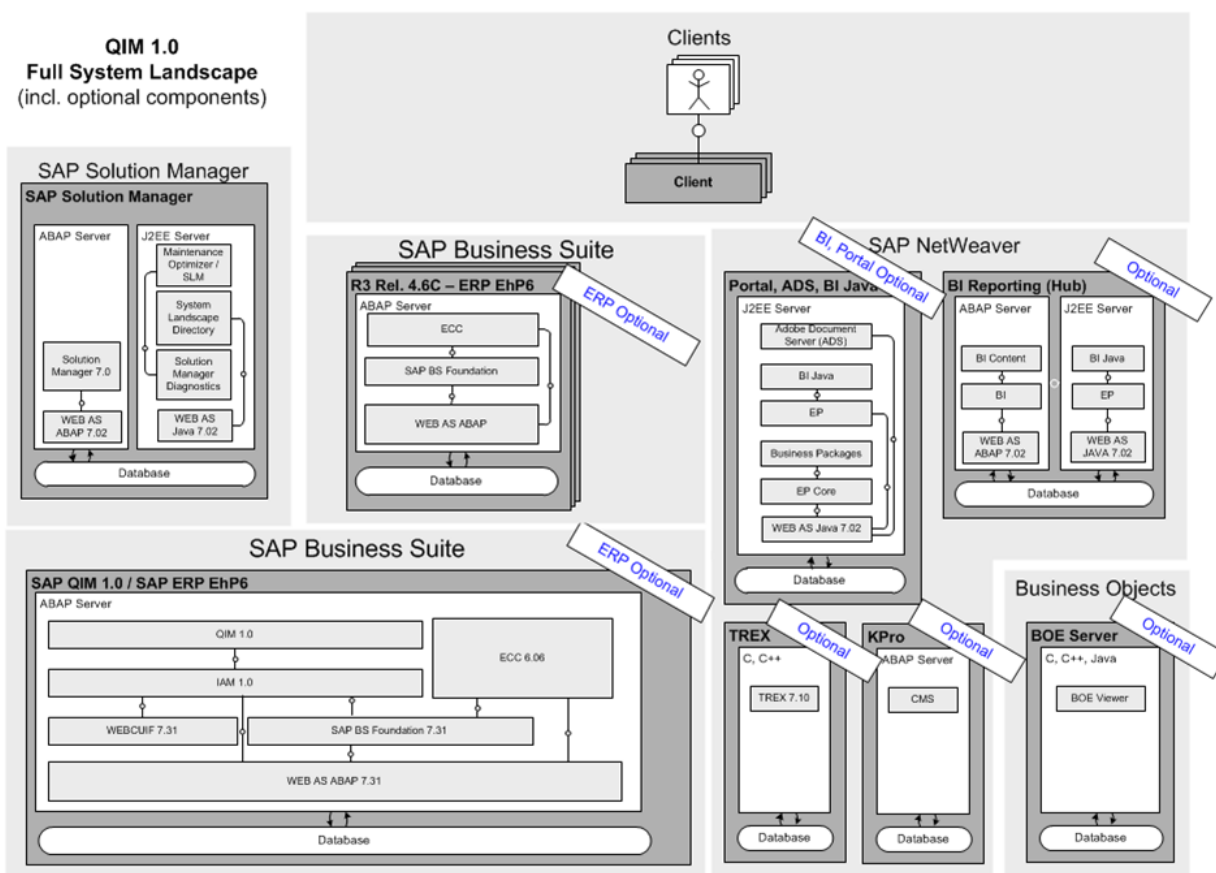 QIM 1.0
Full System Landscape
(incl. optional components)
Clients
Client
SAP Solution Manager
SAP Solution Manager
ABAP Server
Solution
Manager 7.0
WEB AS
ABAP 7.02
J2EE Server
Maintenance
Optimizer /
SLM
System
Landscape
Directory
Solution
Manager
Diagnostics
WEB AS
Java 7.02
Database
SAP Business Suite
ERP Optional
R3 Rel. 4.6C – ERP EhP6
ABAP Server
ECC
SAP BS Foundation
WEB AS ABAP
Database
SAP NetWeaver
BI, Portal Optional
Portal, ADS, BI Java
J2EE Server
Adobe Document
Server (ADS)
BI Java
EP
Business Packages
EP Core
WEB AS Java 7.02
Database
Optional
BI Reporting (Hub)
ABAP Server
BI Content
BI
WEB AS
ABAP 7.02
J2EE Server
BI Java
EP
WEB AS
JAVA 7.02
Database
SAP Business Suite
ERP Optional
SAP QIM 1.0 / SAP ERP EhP6
ABAP Server
QIM 1.0
ECC 6.06
IAM 1.0
WEBCUIF 7.31
SAP BS Foundation 7.31
WEB AS ABAP 7.31
Database
TREX
Optional
C, C++
TREX 7.10
Database
KPro
Optional
ABAP Server
CMS
Database
Business Objects
BOE Server
Optional
C, C++, Java
BOE Viewer
Database